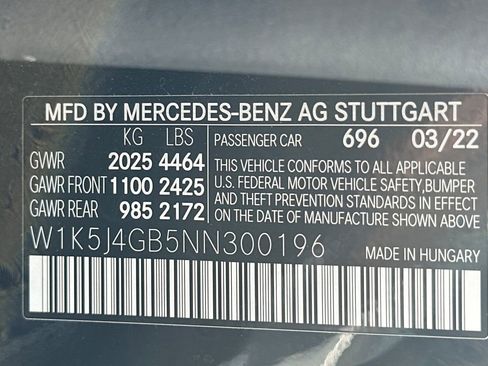 MFD BY MERCEDES-BENZ AG STUTTGART
KG LBS PASSENGER CAR 696 03/22
GVWR 2025 4464
GAWR FRONT 1100 2425
GAWR REAR 985 2172
THIS VEHICLE CONFORMS TO ALL APPLICABLE
U.S. FEDERAL MOTOR VEHICLE SAFETY, BUMPER
AND THEFT PREVENTION STANDARDS IN EFFECT
ON THE DATE OF MANUFACTURE SHOWN ABOVE
W1K5J4GB5NN300196 MADE IN HUNGARY